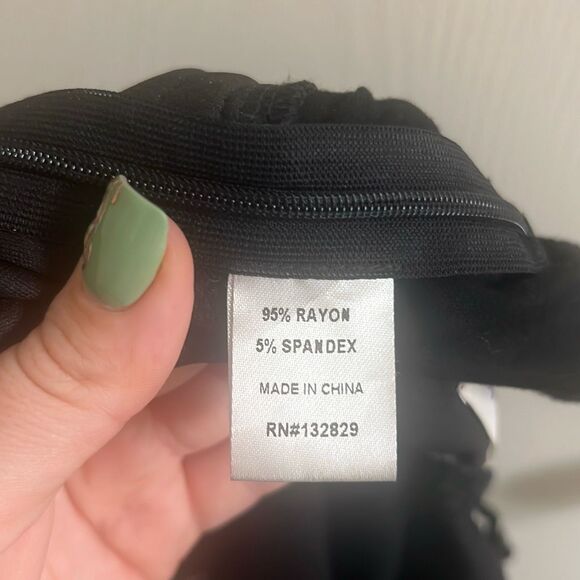 95% RAYON
5% SPANDEX
MADE IN CHINA
RN#132829